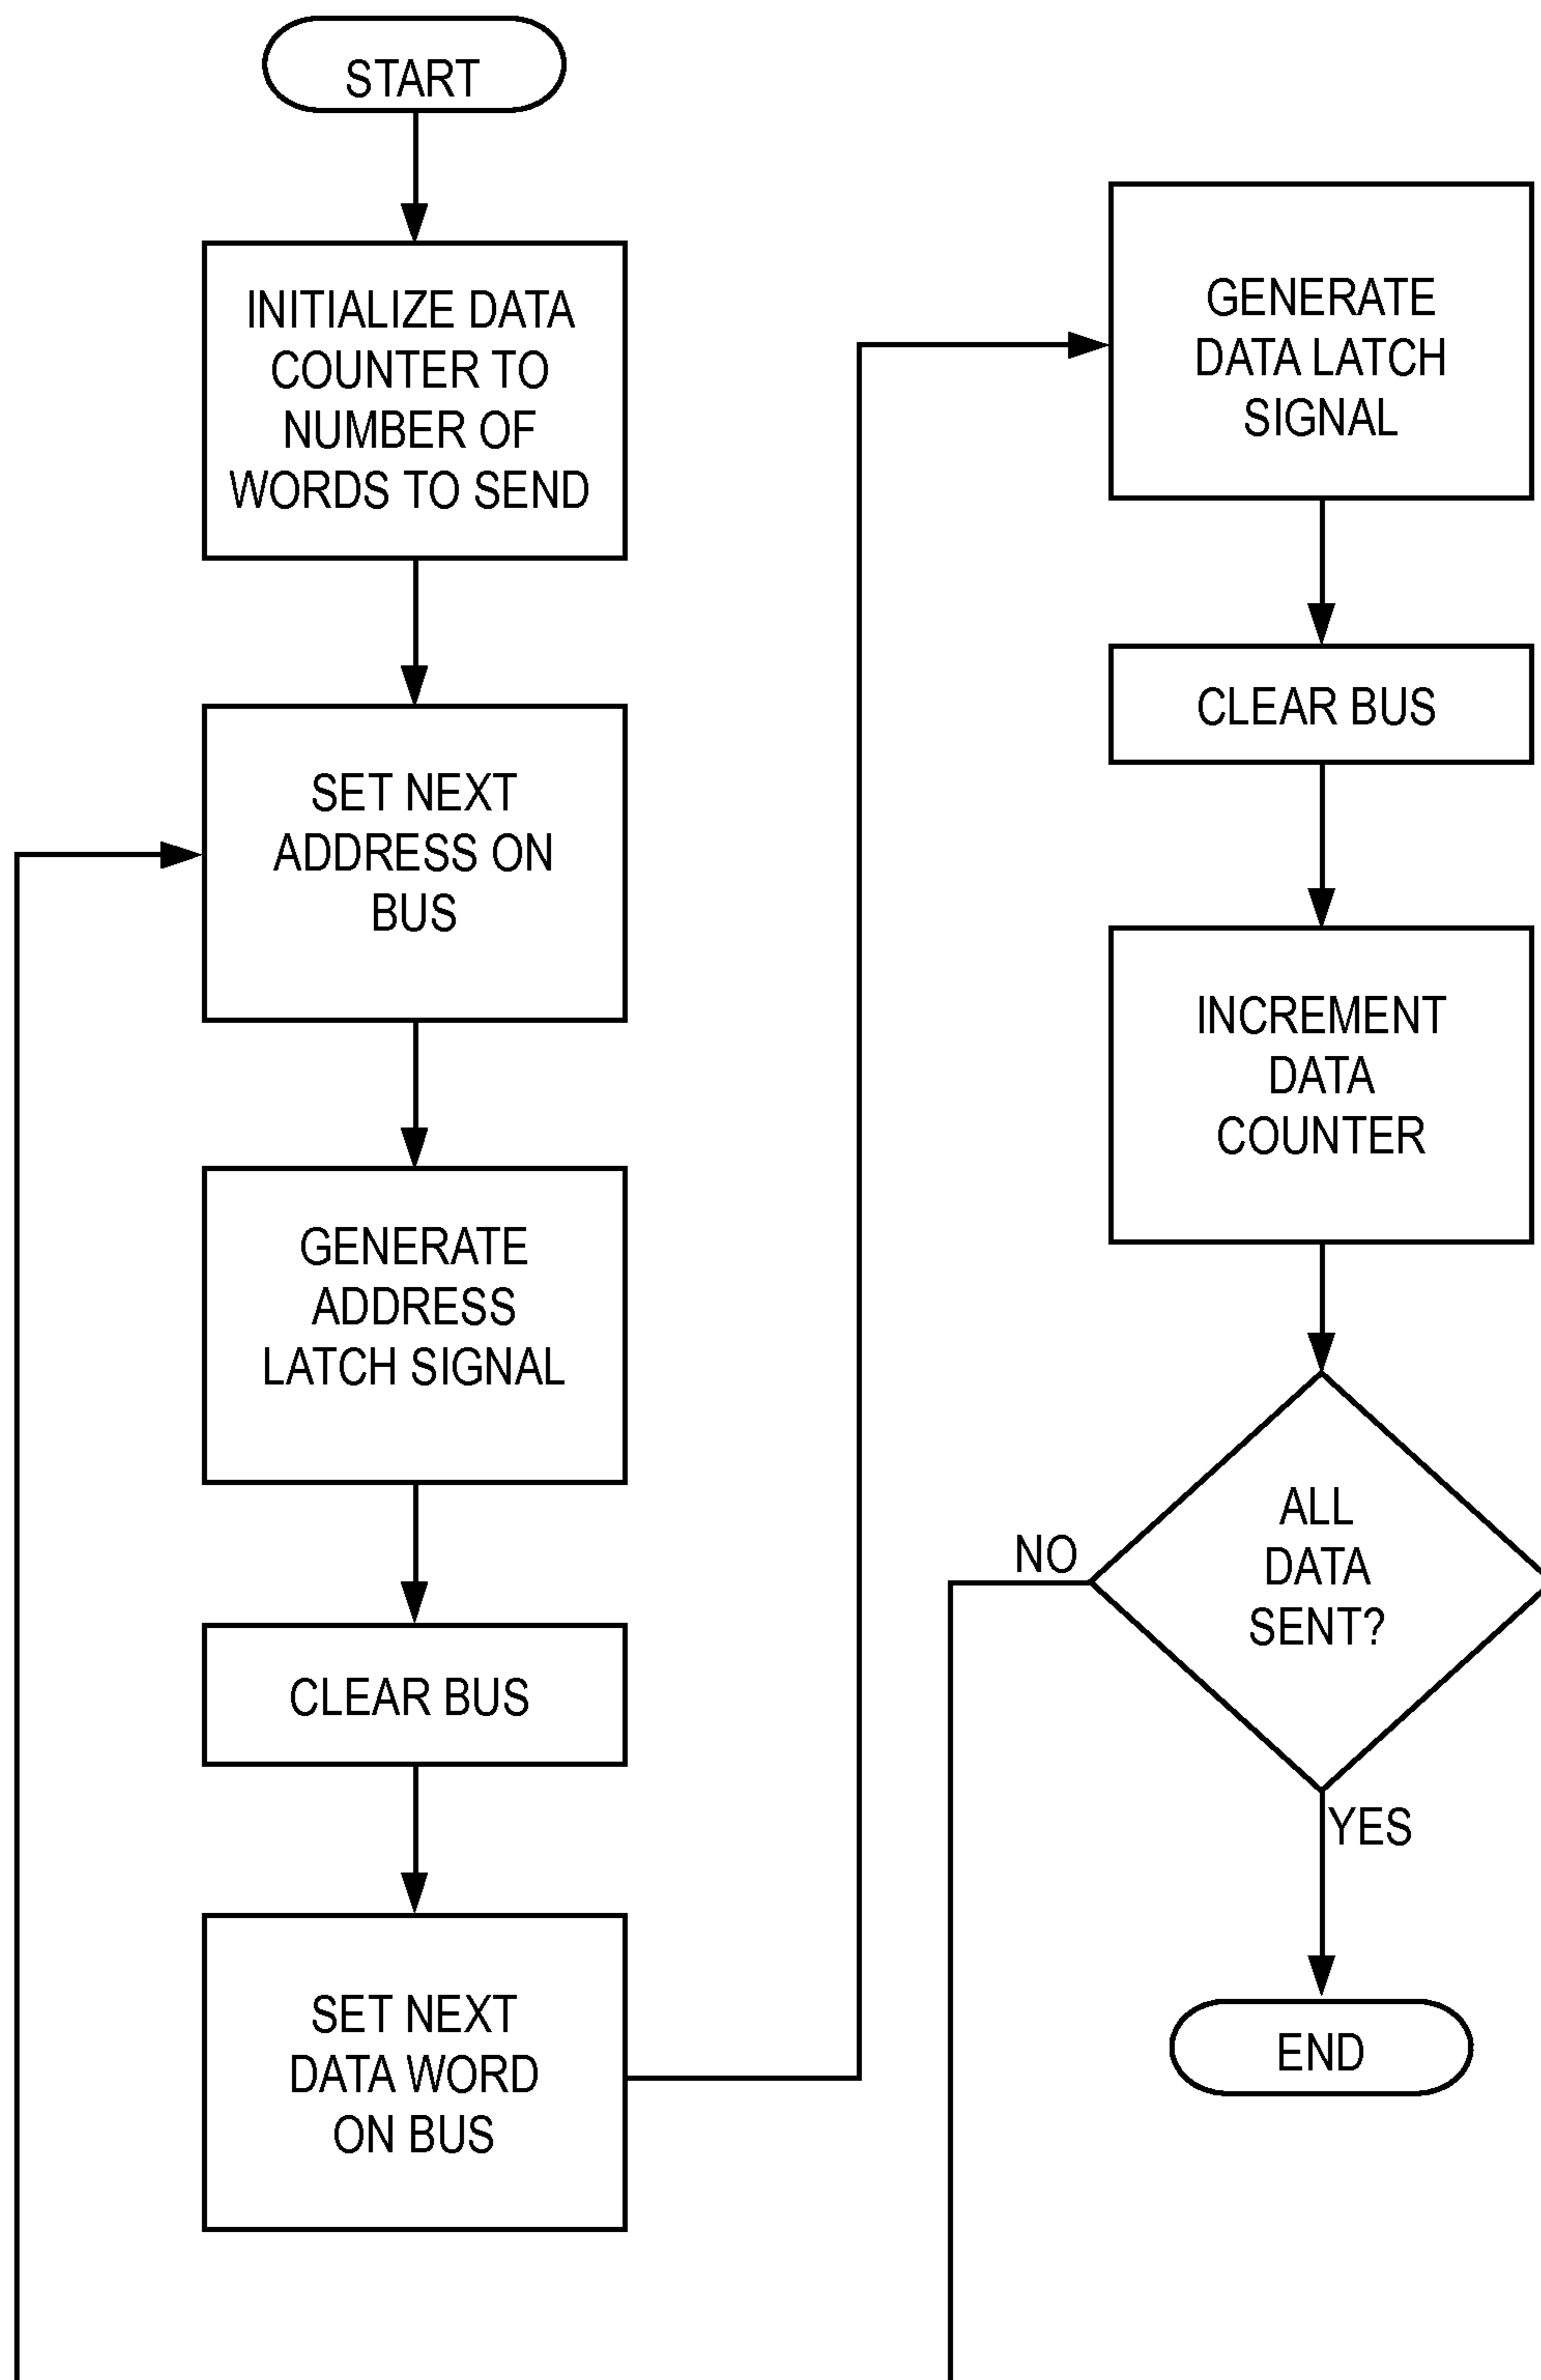 START
INITIALIZE DATA
COUNTER TO
NUMBER OF
WORDS TO SEND
SET NEXT
ADDRESS ON
BUS
GENERATE
ADDRESS
LATCH SIGNAL
CLEAR BUS
SET NEXT
DATA WORD
ON BUS
GENERATE
DATA LATCH
SIGNAL
CLEAR BUS
INCREMENT
DATA
COUNTER
ALL
DATA
SENT?
NO
YES
END